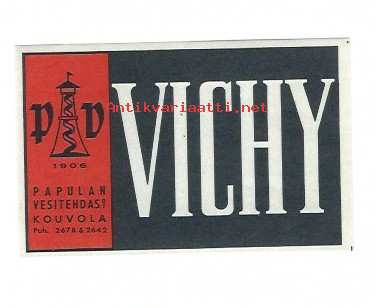 Antikvariaatti.net
P V
1906
PAPULAN
VESITEHDAS
KOUVOLA
Puh. 2678 & 2642
VICHY